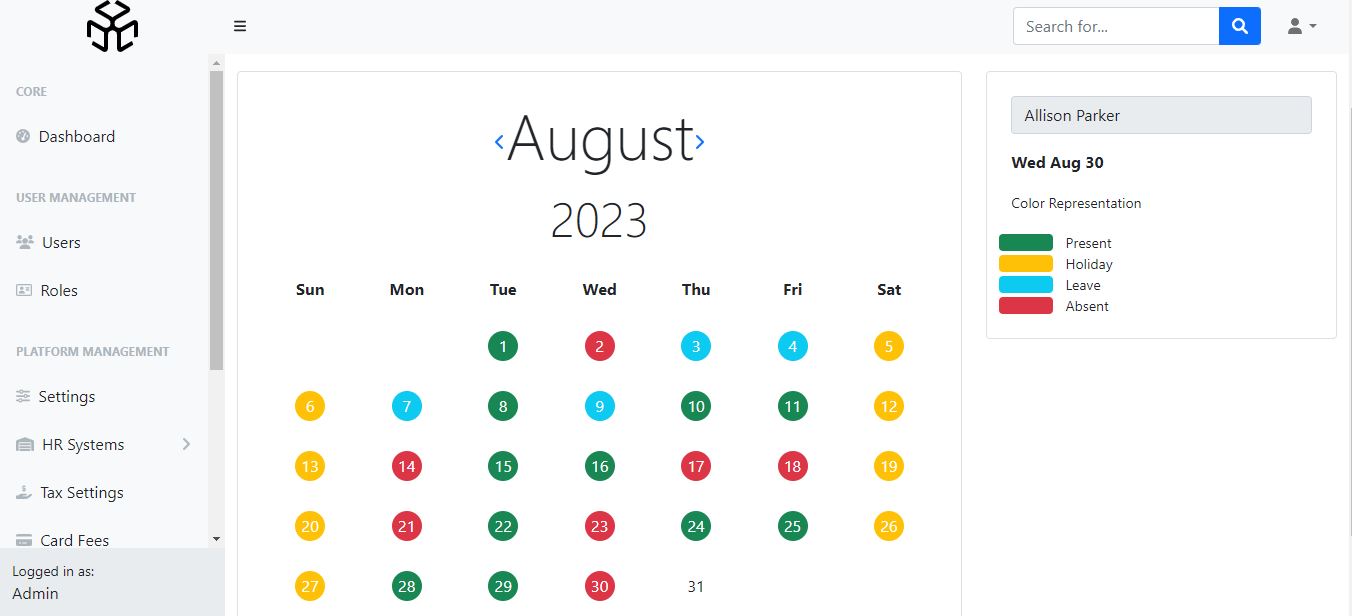 Search for...
CORE
Dashboard
USER MANAGEMENT
Users
Roles
PLATFORM MANAGEMENT
Settings
HR Systems
Tax Settings
Card Fees
Logged in as:
Admin
August
2023
Sun Mon Tue Wed Thu Fri Sat
1 2 3 4 5
6 7 8 9 10 11 12
13 14 15 16 17 18 19
20 21 22 23 24 25 26
27 28 29 30 31
Allison Parker
Wed Aug 30
Color Representation
Present
Holiday
Leave
Absent